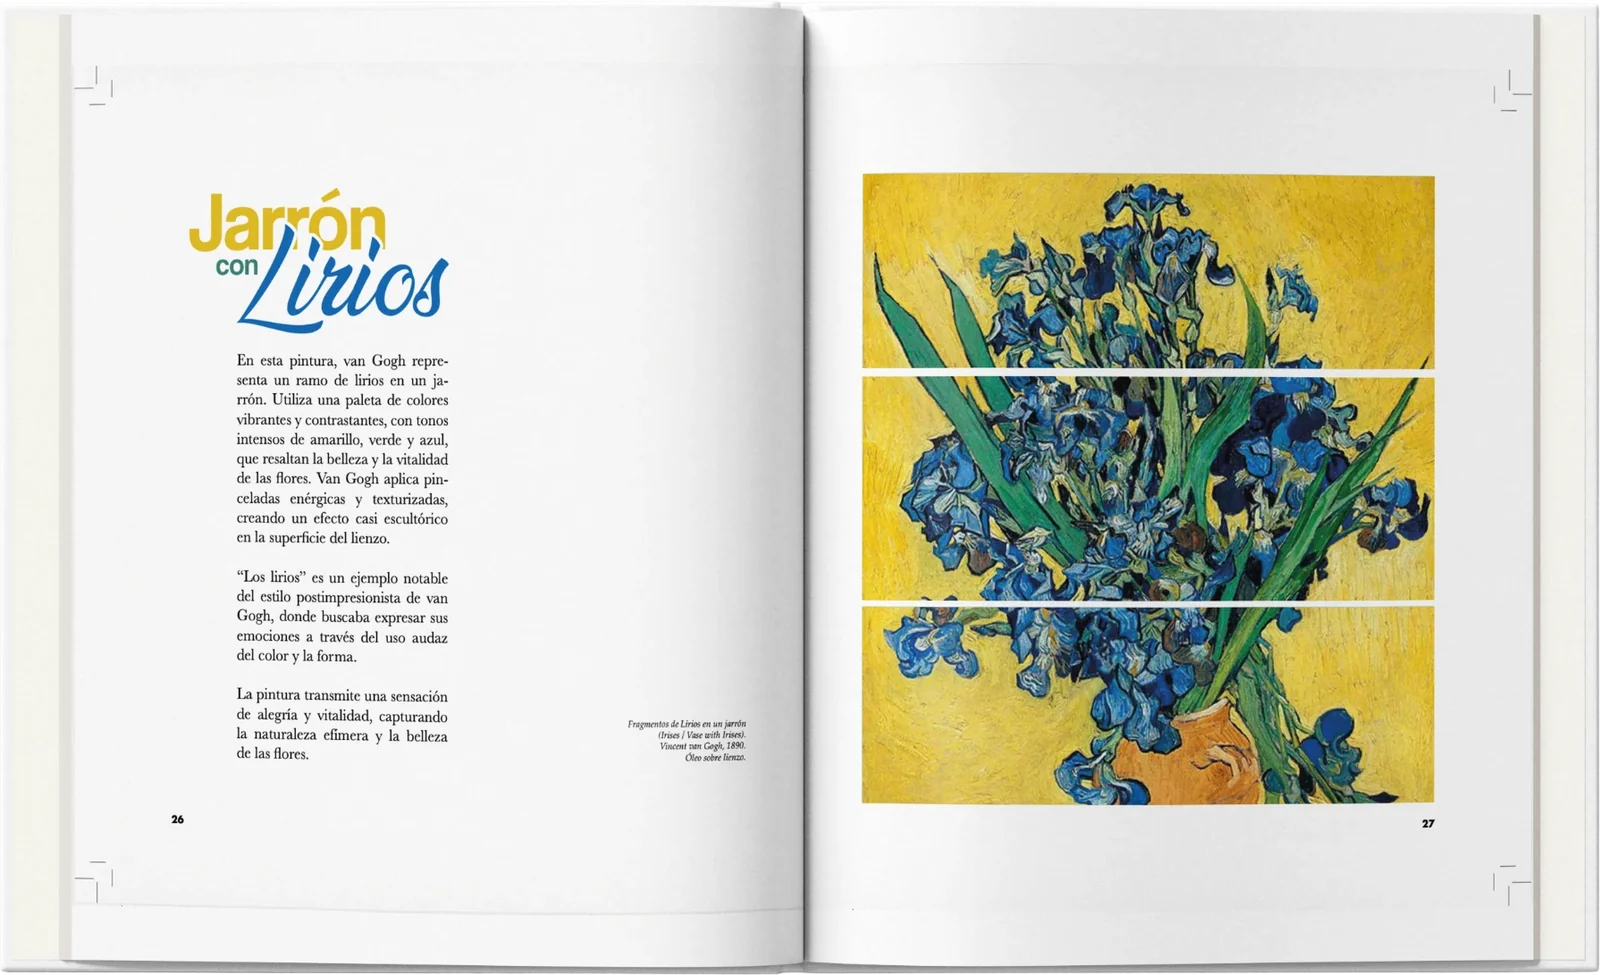 Jarrón
con Lirios
En esta pintura, van Gogh repre-
senta un ramo de lirios en un ja-
rrón. Utiliza una paleta de colores
vibrantes y contrastantes, con tonos
intensos de amarillo, verde y azul,
que resaltan la belleza y la vitalidad
de las flores. Van Gogh aplica pin-
celadas enérgicas y texturizadas,
creando un efecto casi escultórico
en la superficie del lienzo.
“Los lirios” es un ejemplo notable
del estilo postimpresionista de van
Gogh, donde buscaba expresar sus
emociones a través del uso audaz
del color y la forma.
La pintura transmite una sensación
de alegría y vitalidad, capturando
la naturaleza efímera y la belleza
de las flores.
Fragmentos de Lirios en un jarrón
(Irises / Vase with Irises).
Vincent van Gogh, 1890.
Óleo sobre lienzo.
26
27